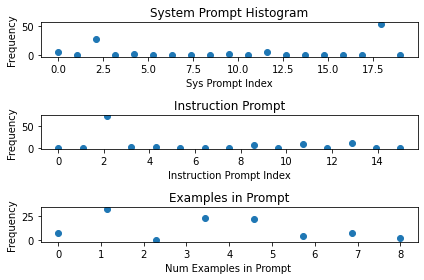 System Prompt Histogram
Frequency
50
0
0.0 2.5 5.0 7.5 10.0 12.5 15.0 17.5
Sys Prompt Index
Instruction Prompt
Frequency
50
0
0 2 4 6 8 10 12 14
Instruction Prompt Index
Examples in Prompt
Frequency
25
0
0 1 2 3 4 5 6 7 8
Num Examples in Prompt